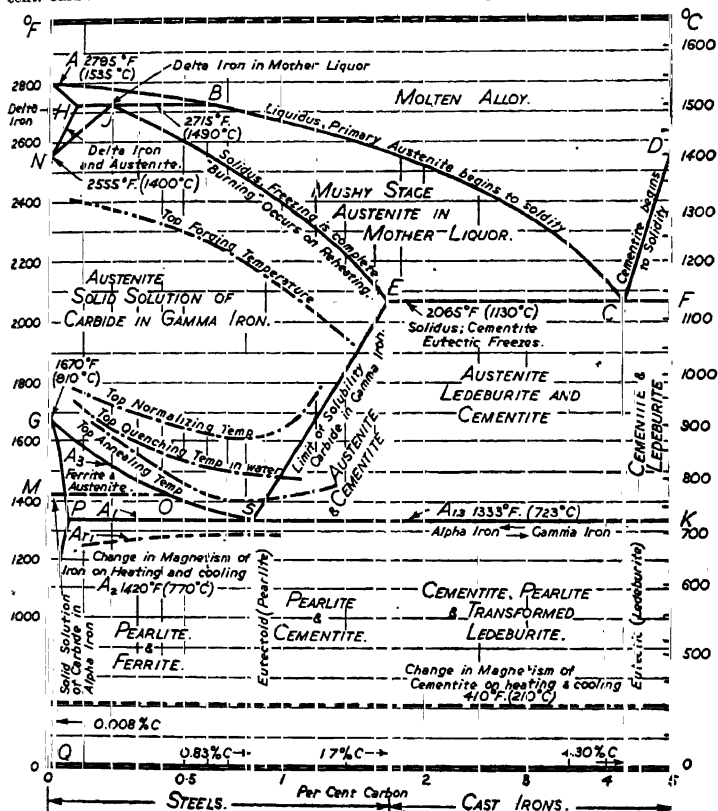 °F
°C
A 2795°F
(1535°C)
Delta Iron in Mother Liquor
1600
2800
H
J
B
MOLTEN ALLOY.
1500
Delta
Iron
2715°F.
(1490°C)
Liquidus, Primary Austenite begins to solidify
2600
D
N
Delta Iron
and Austenite.
2555°F.(1400°C)
1400
Solidus, Freezing is complete
"Burning" Occurs on Reheating.
MUSHY STAGE
AUSTENITE IN
MOTHER LIQUOR.
Cementite begins
to Solidify
2400
1300
Top Forging Temperature
2200
1200
AUSTENITE
SOLID SOLUTION OF
CARBIDE IN GAMMA IRON.
E
C
F
2065°F (1130°C)
Solidus; Cementite
Eutectic Freezes.
2000
1100
1670°F
(810°C)
1800
Limit of Solubility
Carbide in Gamma Iron.
AUSTENITE
LEDEBURITE AND
CEMENTITE
1000
CEMENTITE &
LEDEBURITE
G
Top Normalizing Temp
900
1600
Top Quenching Temp in water
Top Annealing Temp
AUSTENITE
& CEMENTITE
A3
Ferrite &
Austenite
800
M
O
S
1400
P
A1
A13 1333°F. (723°C)
K
Alpha Iron
Gamma Iron
700
Ar1
1200
Change in Magnetism of
Iron on Heating and cooling
A2 1420°F(770°C)
600
1000
Solid Solution
of Carbide in
Alpha Iron
PEARLITE.
&
FERRITE.
Eutectoid (Pearlite)
PEARLITE
&
CEMENTITE.
CEMENTITE, PEARLITE
& TRANSFORMED
LEDEBURITE.
Eutectic (Ledeburite)
500
Change in Magnetism of
Cementite on heating & cooling
410°F.(210°C)
0.008%C
Q
0.83%C
1.7%C
4.30%C
0
0
0
0.5
1
2
3
4
5
Per Cent Carbon
STEELS.
CAST IRONS.